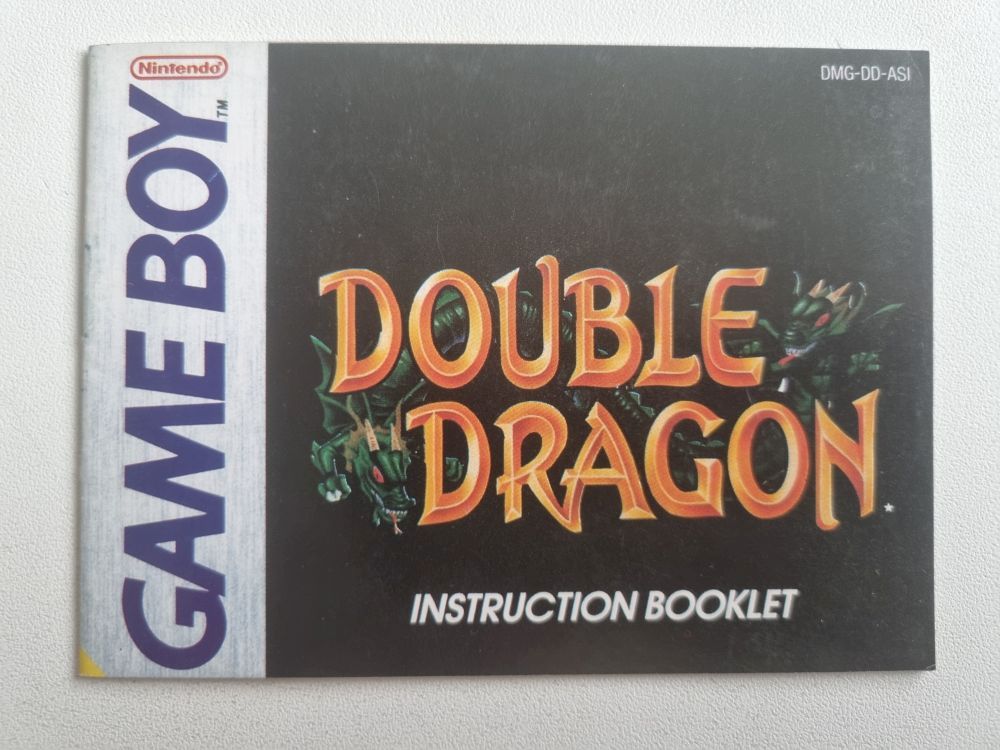 Nintendo
GAME BOY™
DMG-DD-ASI
DOUBLE
DRAGON
INSTRUCTION BOOKLET